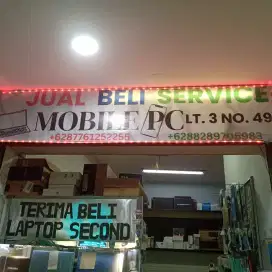 JUAL BELI SERVICE
MOBILE PC LT. 3 NO. 49
+6287761252255 +6288289706983
TERIMA BELI
LAPTOP SECOND